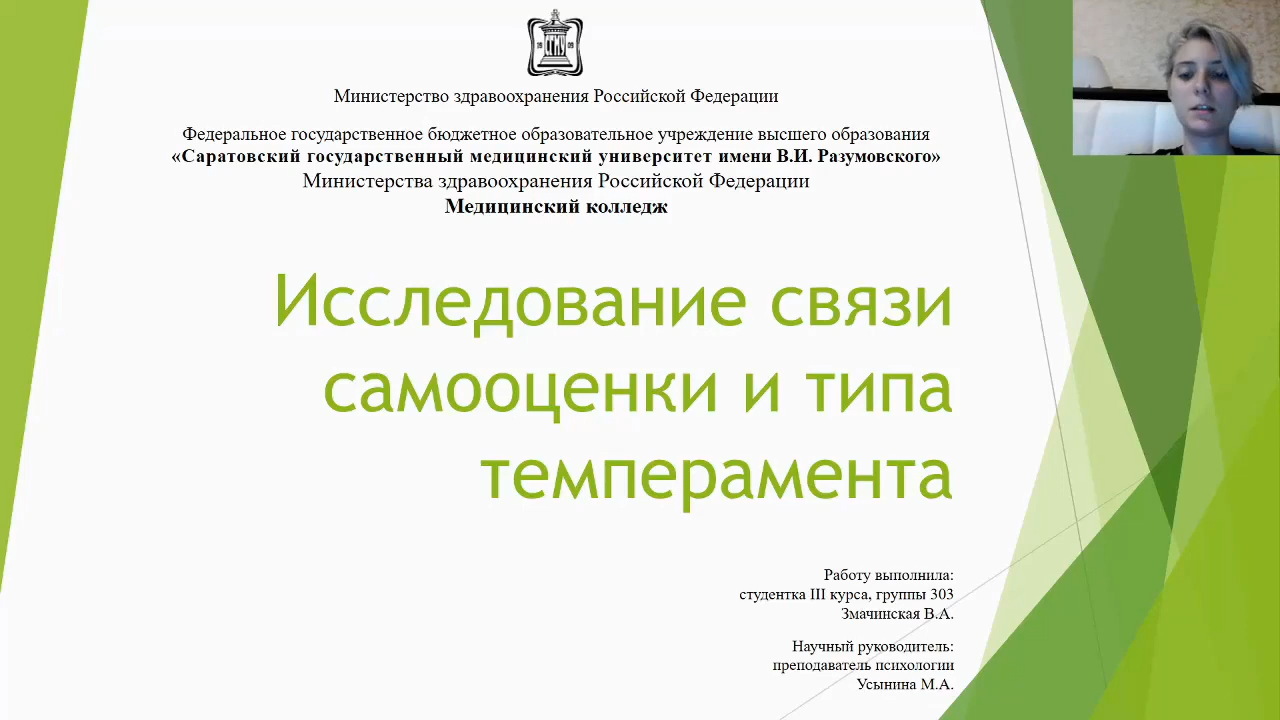 СГМУ
1909
Министерство здравоохранения Российской Федерации
Федеральное государственное бюджетное образовательное учреждение высшего образования
«Саратовский государственный медицинский университет имени В.И. Разумовского»
Министерства здравоохранения Российской Федерации
Медицинский колледж
Исследование связи
самооценки и типа
темперамента
Работу выполнила:
студентка III курса, группы 303
Змачинская В.А.
Научный руководитель:
преподаватель психологии
Усынина М.А.